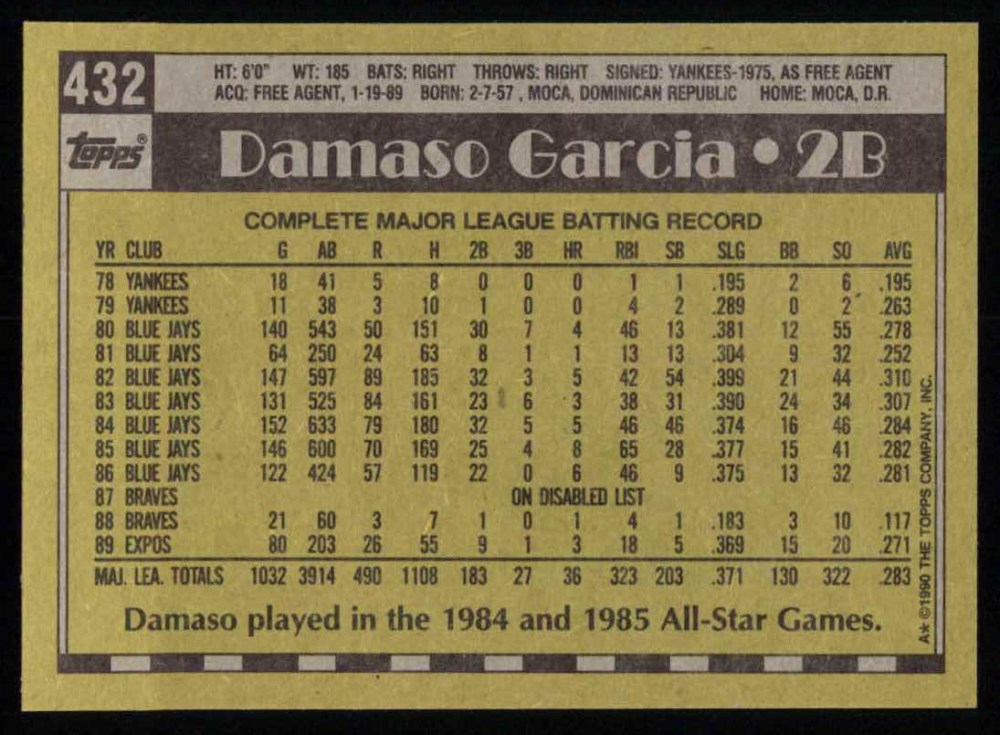 432
HT: 6'0" WT: 185 BATS: RIGHT THROWS: RIGHT SIGNED: YANKEES-1975, AS FREE AGENT
ACQ: FREE AGENT, 1-19-89 BORN: 2-7-57, MOCA, DOMINICAN REPUBLIC HOME: MOCA, D.R.
topps®
Damaso Garcia • 2B
COMPLETE MAJOR LEAGUE BATTING RECORD
YR CLUB G AB R H 2B 3B HR RBI SB SLG BB SO AVG
78 YANKEES 18 41 5 8 0 0 0 1 1 .195 2 6 .195
79 YANKEES 11 38 3 10 1 0 0 4 2 .289 0 2 .263
80 BLUE JAYS 140 543 50 151 30 7 4 46 13 .381 12 55 .278
81 BLUE JAYS 64 250 24 63 8 1 1 13 13 .304 9 32 .252
82 BLUE JAYS 147 597 89 185 32 3 5 42 54 .399 21 44 .310
83 BLUE JAYS 131 525 84 161 23 6 3 38 31 .390 24 34 .307
84 BLUE JAYS 152 633 79 180 32 5 5 46 46 .374 16 46 .284
85 BLUE JAYS 146 600 70 169 25 4 8 65 28 .377 15 41 .282
86 BLUE JAYS 122 424 57 119 22 0 6 46 9 .375 13 32 .281
87 BRAVES ON DISABLED LIST
88 BRAVES 21 60 3 7 1 0 1 4 1 .183 3 10 .117
89 EXPOS 80 203 26 55 9 1 3 18 5 .369 15 20 .271
MAJ. LEA. TOTALS 1032 3914 490 1108 183 27 36 323 203 .371 130 322 .283
Damaso played in the 1984 and 1985 All-Star Games.
A* ©1990 THE TOPPS COMPANY, INC.